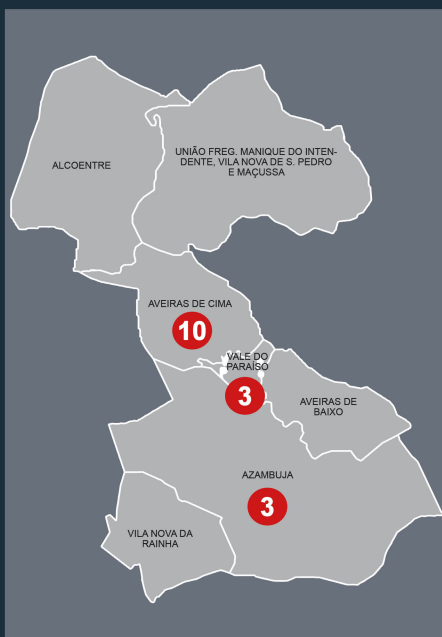 ALCOENTRE
UNIÃO FREG. MANIQUE DO INTEN-
DENTE, VILA NOVA DE S. PEDRO
E MAÇUSSA
AVEIRAS DE CIMA
10
VALE DO
PARAÍSO
3
AVEIRAS DE
BAIXO
AZAMBUJA
3
VILA NOVA DA
RAINHA